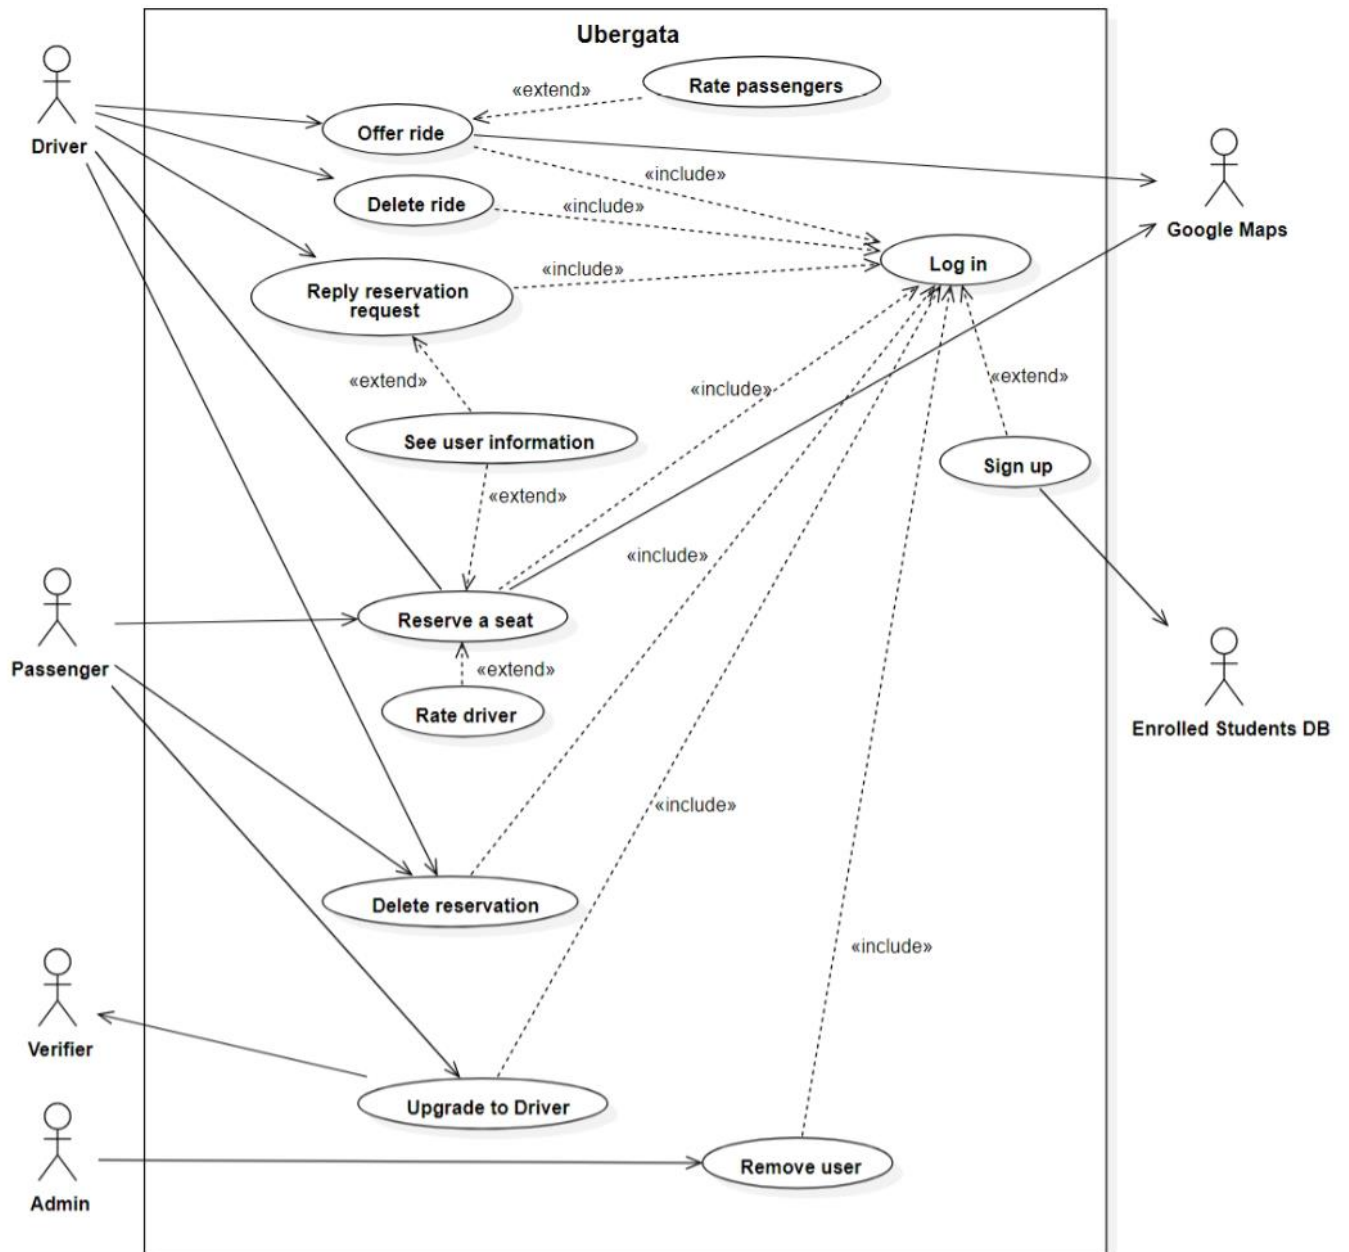 Ubergata
Rate passengers
«extend»
Offer ride
Driver
«include»
Delete ride
«include»
Google Maps
Log in
«include»
Reply reservation
request
«extend»
«include»
«extend»
See user information
Sign up
«extend»
«include»
Reserve a seat
Passenger
«extend»
Rate driver
Enrolled Students DB
«include»
Delete reservation
«include»
Verifier
Upgrade to Driver
Remove user
Admin